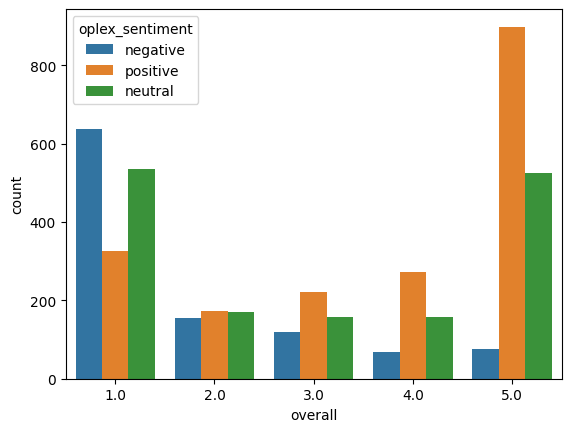 oplex_sentiment
negative
positive
neutral
800
600
400
200
0
count
1.0 2.0 3.0 4.0 5.0
overall